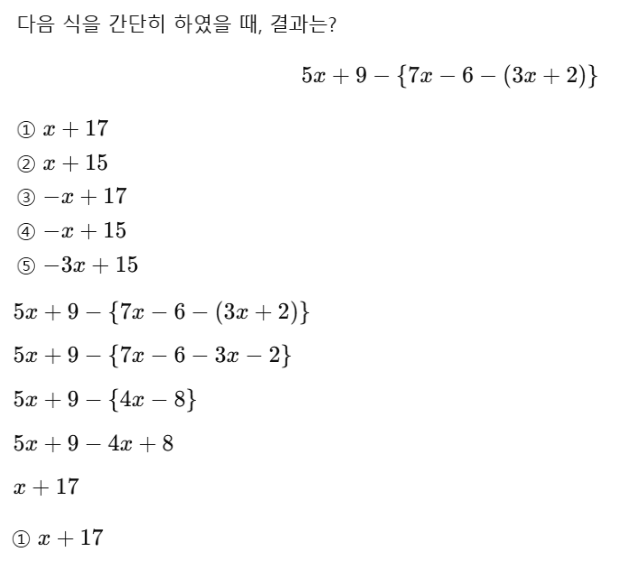 다음 식을 간단히 하였을 때, 결과는?
5x + 9 − {7x − 6 − (3x + 2)}
① x + 17
② x + 15
③ −x + 17
④ −x + 15
⑤ −3x + 15
5x + 9 − {7x − 6 − (3x + 2)}
5x + 9 − {7x − 6 − 3x − 2}
5x + 9 − {4x − 8}
5x + 9 − 4x + 8
x + 17
① x + 17